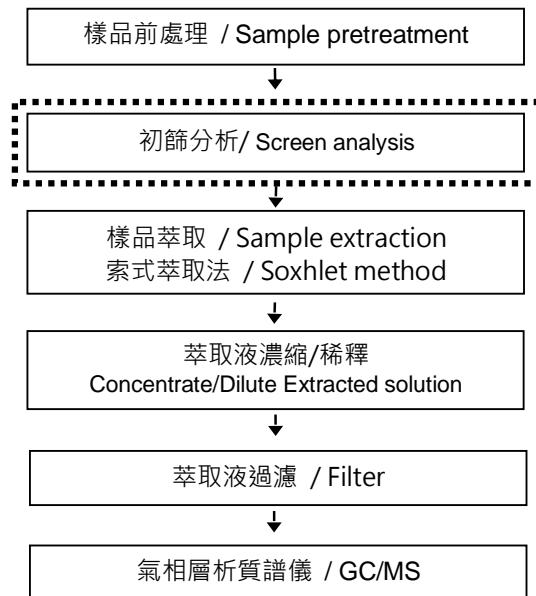 樣品前處理 / Sample pretreatment
初篩分析/ Screen analysis
樣品萃取 / Sample extraction
索式萃取法 / Soxhlet method
萃取液濃縮/稀釋
Concentrate/Dilute Extracted solution
萃取液過濾 / Filter
氣相層析質譜儀 / GC/MS